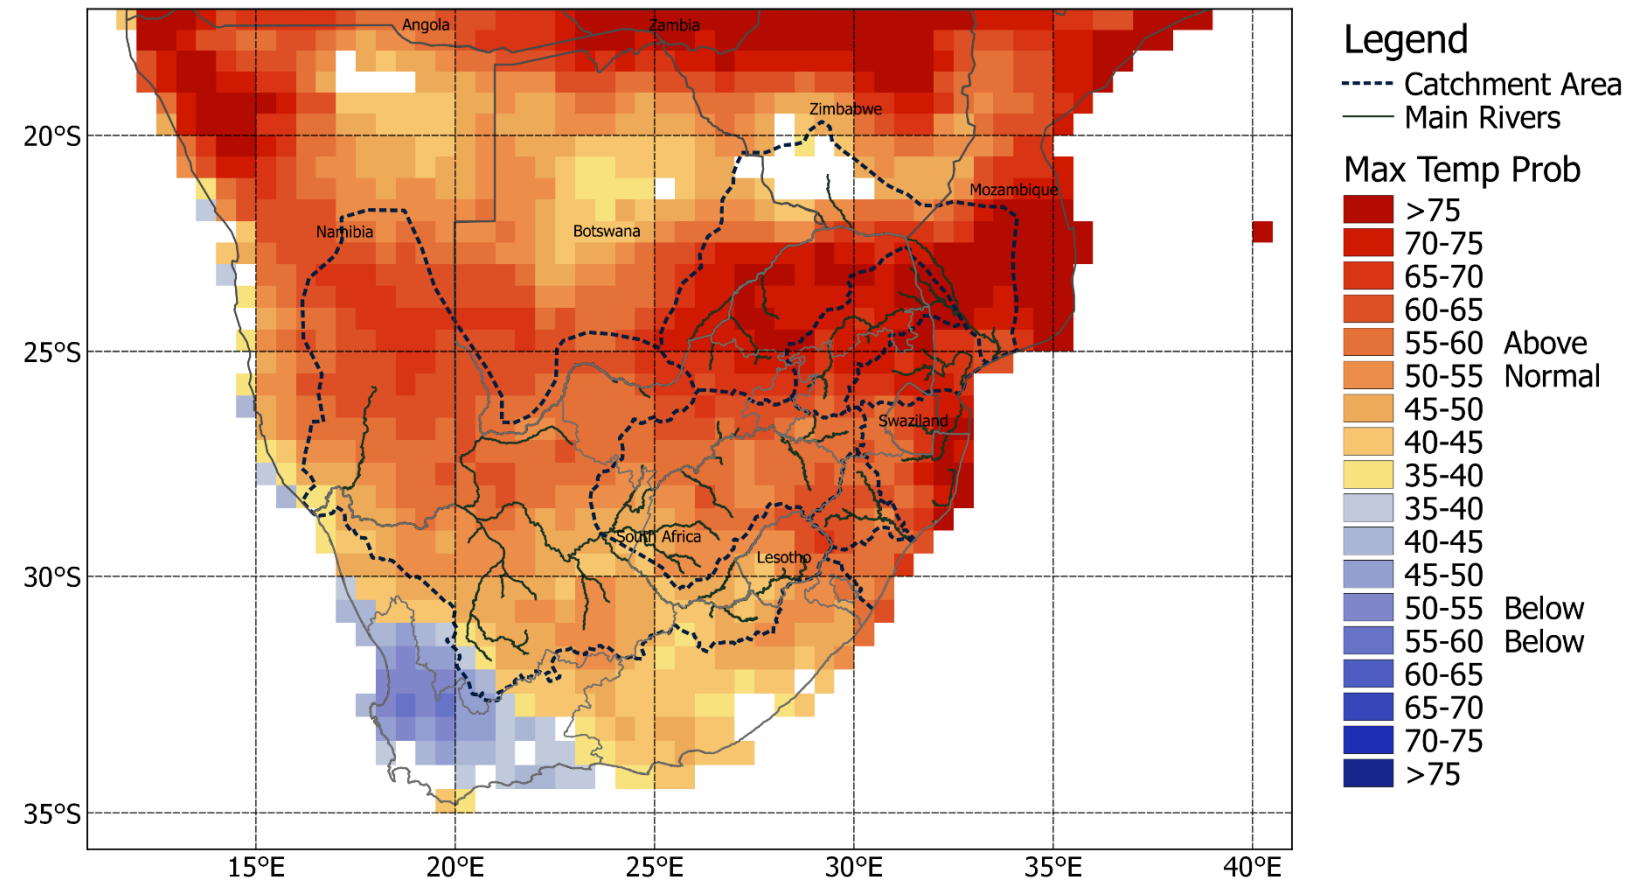 Angola
Zambia
Zimbabwe
Mozambique
Namibia
Botswana
Swaziland
South Africa
Lesotho
20°S
25°S
30°S
35°S
15°E
20°E
25°E
30°E
35°E
40°E
Legend
Catchment Area
Main Rivers
Max Temp Prob
>75
70-75
65-70
60-65
55-60 Above
50-55 Normal
45-50
40-45
35-40
35-40
40-45
45-50
50-55 Below
55-60 Below
60-65
65-70
70-75
>75